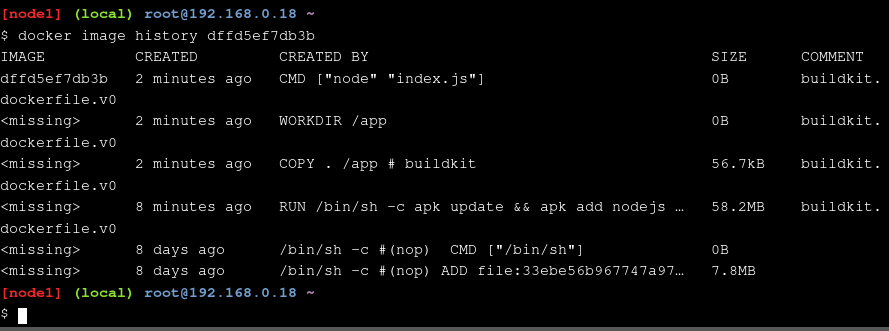 [node1] (local) root@192.168.0.18 ~
$ docker image history dffd5ef7db3b
IMAGE CREATED CREATED BY SIZE COMMENT
dffd5ef7db3b 2 minutes ago CMD ["node" "index.js"] 0B buildkit.
dockerfile.v0
<missing> 2 minutes ago WORKDIR /app 0B buildkit.
dockerfile.v0
<missing> 2 minutes ago COPY . /app # buildkit 56.7kB buildkit.
dockerfile.v0
<missing> 8 minutes ago RUN /bin/sh -c apk update && apk add nodejs … 58.2MB buildkit.
dockerfile.v0
<missing> 8 days ago /bin/sh -c #(nop)  CMD ["/bin/sh"] 0B
<missing> 8 days ago /bin/sh -c #(nop) ADD file:33ebe56b967747a97… 7.8MB
[node1] (local) root@192.168.0.18 ~
$